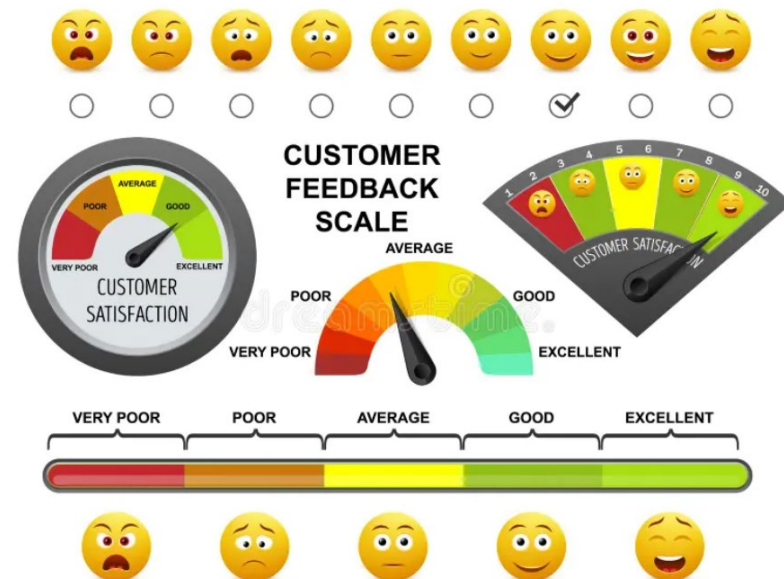 CUSTOMER
FEEDBACK
SCALE
VERY POOR
POOR
AVERAGE
GOOD
EXCELLENT
CUSTOMER
SATISFACTION
1 2 3 4 5 6 7 8 9 10
CUSTOMER
AVERAGE
POOR
GOOD
VERY POOR
EXCELLENT
dreamstime.
VERY POOR POOR AVERAGE GOOD EXCELLENT